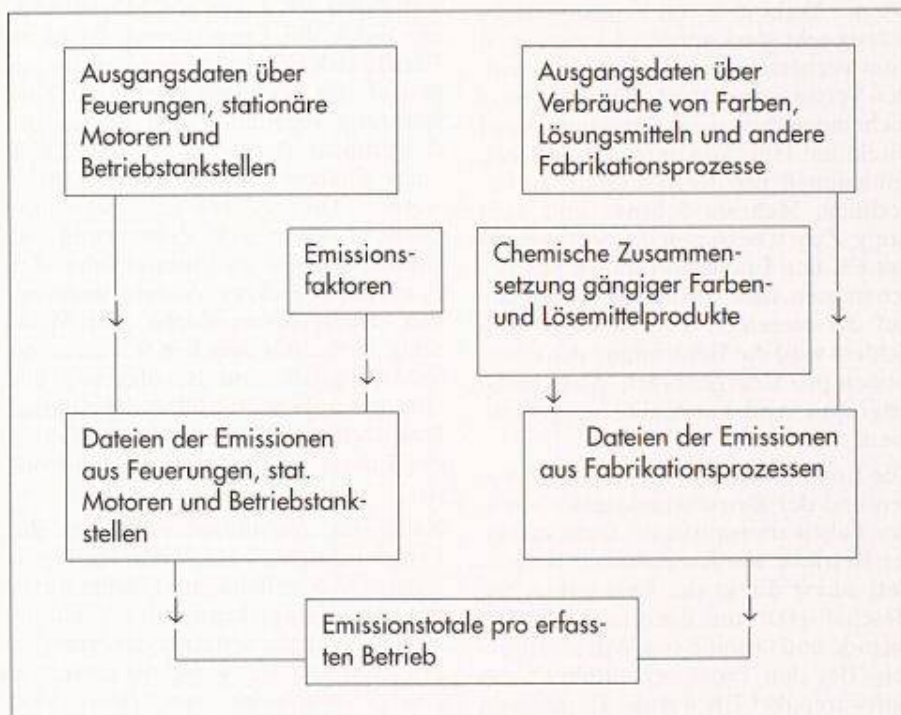 Ausgangsdaten über
Feuerungen, stationäre
Motoren und
Betriebstankstellen
Ausgangsdaten über
Verbräuche von Farben,
Lösungsmitteln und andere
Fabrikationsprozesse
Emissions-
faktoren
Chemische Zusammen-
setzung gängiger Farben-
und Lösemittelprodukte
Dateien der Emissionen
aus Feuerungen, stat.
Motoren und Betriebstank-
stellen
Dateien der Emissionen
aus Fabrikationsprozessen
Emissionstotale pro erfass-
ten Betrieb